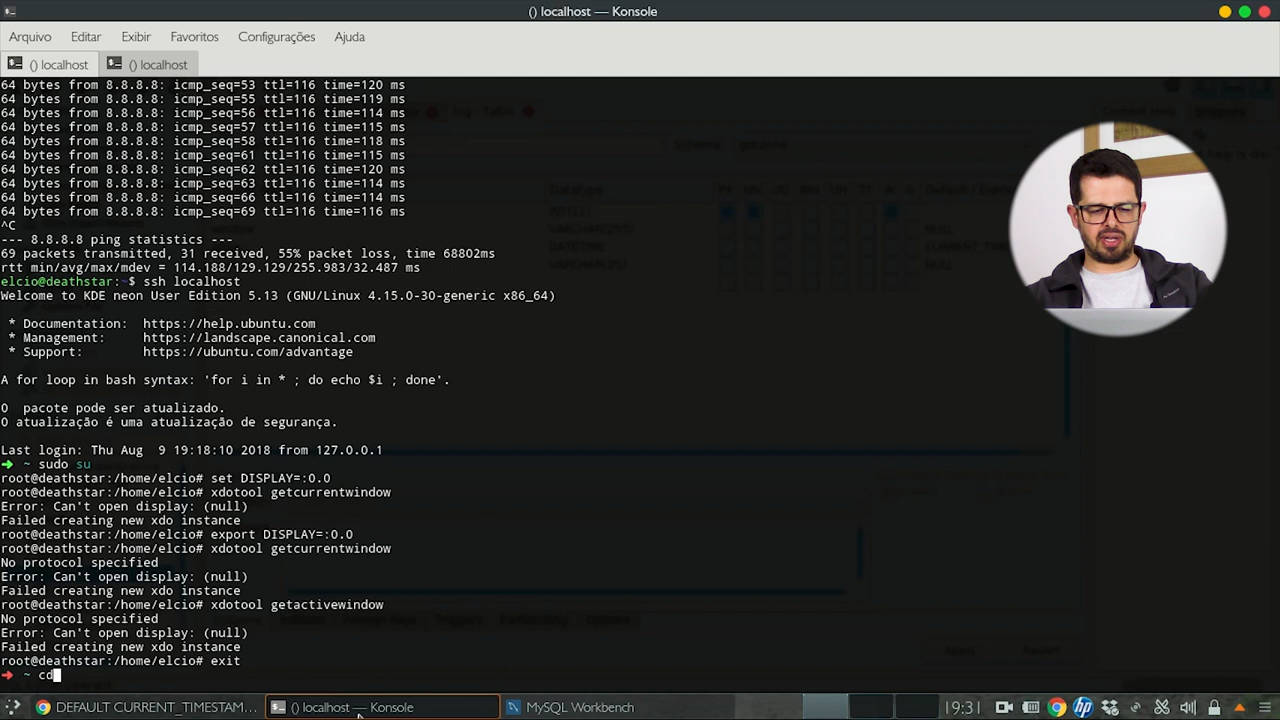 () localhost — Konsole
Arquivo Editar Exibir Favoritos Configurações Ajuda
() localhost () localhost
64 bytes from 8.8.8.8: icmp_seq=53 ttl=116 time=120 ms
64 bytes from 8.8.8.8: icmp_seq=55 ttl=116 time=119 ms
64 bytes from 8.8.8.8: icmp_seq=56 ttl=116 time=114 ms
64 bytes from 8.8.8.8: icmp_seq=57 ttl=116 time=115 ms
64 bytes from 8.8.8.8: icmp_seq=58 ttl=116 time=118 ms
64 bytes from 8.8.8.8: icmp_seq=61 ttl=116 time=115 ms
64 bytes from 8.8.8.8: icmp_seq=62 ttl=116 time=120 ms
64 bytes from 8.8.8.8: icmp_seq=63 ttl=116 time=114 ms
64 bytes from 8.8.8.8: icmp_seq=66 ttl=116 time=114 ms
64 bytes from 8.8.8.8: icmp_seq=69 ttl=116 time=116 ms
^C
--- 8.8.8.8 ping statistics ---
69 packets transmitted, 31 received, 55% packet loss, time 68802ms
rtt min/avg/max/mdev = 114.188/129.129/255.983/32.487 ms
elcio@deathstar:~$ ssh localhost
Welcome to KDE neon User Edition 5.13 (GNU/Linux 4.15.0-30-generic x86_64)
* Documentation: https://help.ubuntu.com
* Management: https://landscape.canonical.com
* Support: https://ubuntu.com/advantage
A for loop in bash syntax: 'for i in * ; do echo $i ; done'.
O pacote pode ser atualizado.
O atualização é uma atualização de segurança.
Last login: Thu Aug 9 19:18:10 2018 from 127.0.0.1
➜ ~ sudo su
root@deathstar:/home/elcio# set DISPLAY=:0.0
root@deathstar:/home/elcio# xdotool getcurrentwindow
Error: Can't open display: (null)
Failed creating new xdo instance
root@deathstar:/home/elcio# export DISPLAY=:0.0
root@deathstar:/home/elcio# xdotool getcurrentwindow
No protocol specified
Error: Can't open display: (null)
Failed creating new xdo instance
root@deathstar:/home/elcio# xdotool getactivewindow
No protocol specified
Error: Can't open display: (null)
Failed creating new xdo instance
root@deathstar:/home/elcio# exit
➜ ~ cd
DEFAULT CURRENT_TIMESTAM... () localhost — Konsole MySQL Workbench 19:31